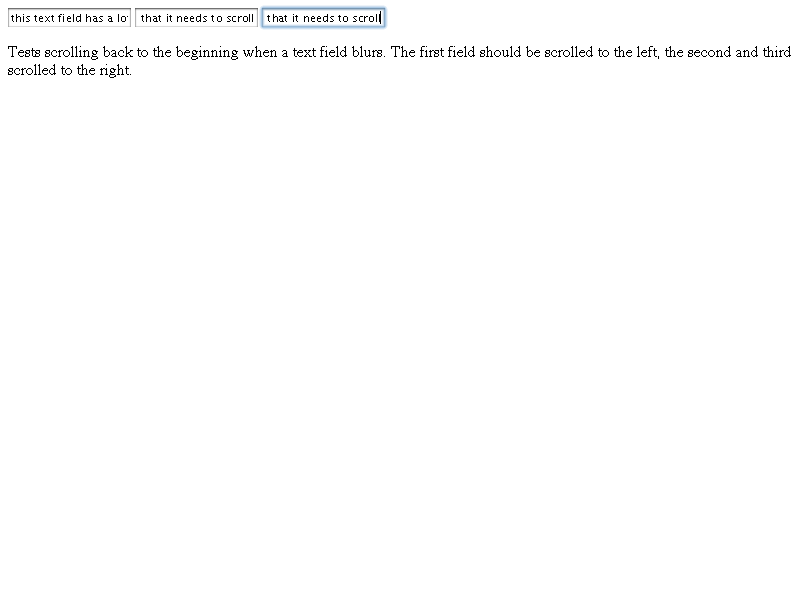 this text field has a lo that it needs to scroll that it needs to scroll
Tests scrolling back to the beginning when a text field blurs. The first field should be scrolled to the left, the second and third
scrolled to the right.